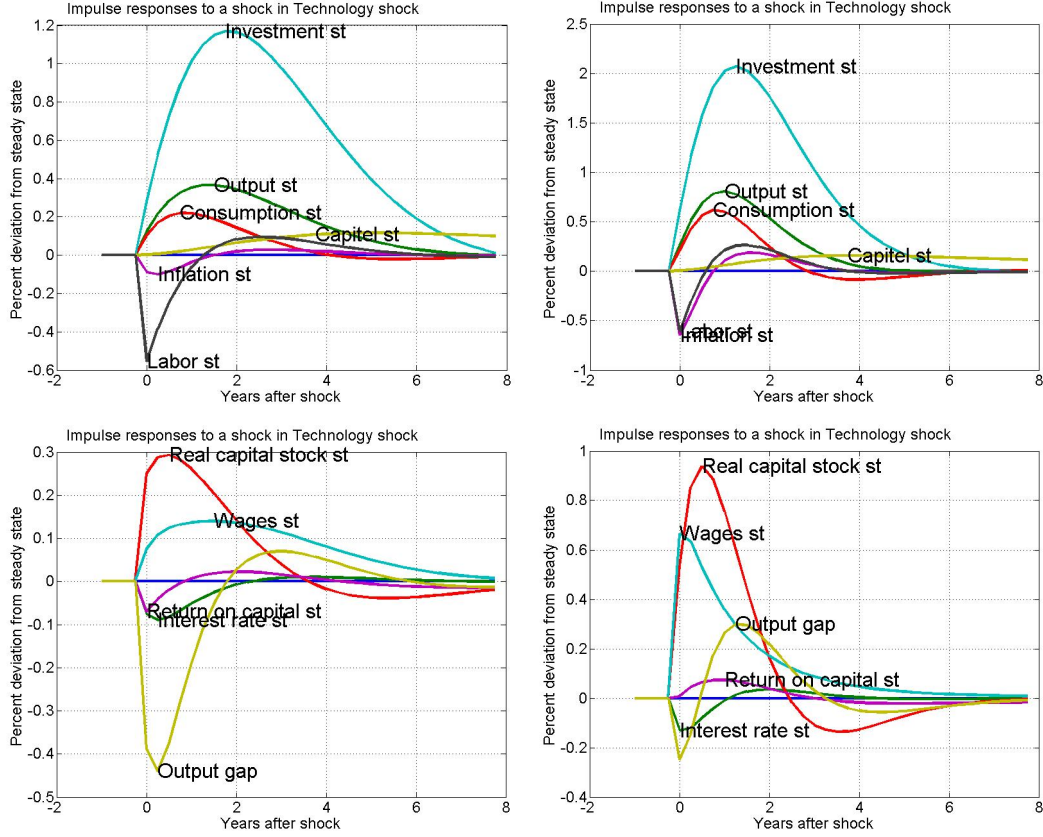 Impulse responses to a shock in Technology shock
Percent deviation from steady state
1.2
1
0.8
0.6
0.4
0.2
0
-0.2
-0.4
-0.6
Investment st
Output st
Consumption st
Capitel st
Inflation st
Labor st
-2
0
2
4
6
8
Years after shock
Impulse responses to a shock in Technology shock
Percent deviation from steady state
2.5
2
1.5
1
0.5
0
-0.5
-1
Investment st
Output st
Consumption st
Capitel st
Labor st
Inflation st
-2
0
2
4
6
8
Years after shock
Impulse responses to a shock in Technology shock
Percent deviation from steady state
0.3
0.2
0.1
0
-0.1
-0.2
-0.3
-0.4
-0.5
Real capital stock st
Wages st
Return on capital st
Interest rate st
Output gap
-2
0
2
4
6
8
Years after shock
Impulse responses to a shock in Technology shock
Percent deviation from steady state
1
0.8
0.6
0.4
0.2
0
-0.2
-0.4
Real capital stock st
Wages st
Output gap
Return on capital st
Interest rate st
-2
0
2
4
6
8
Years after shock